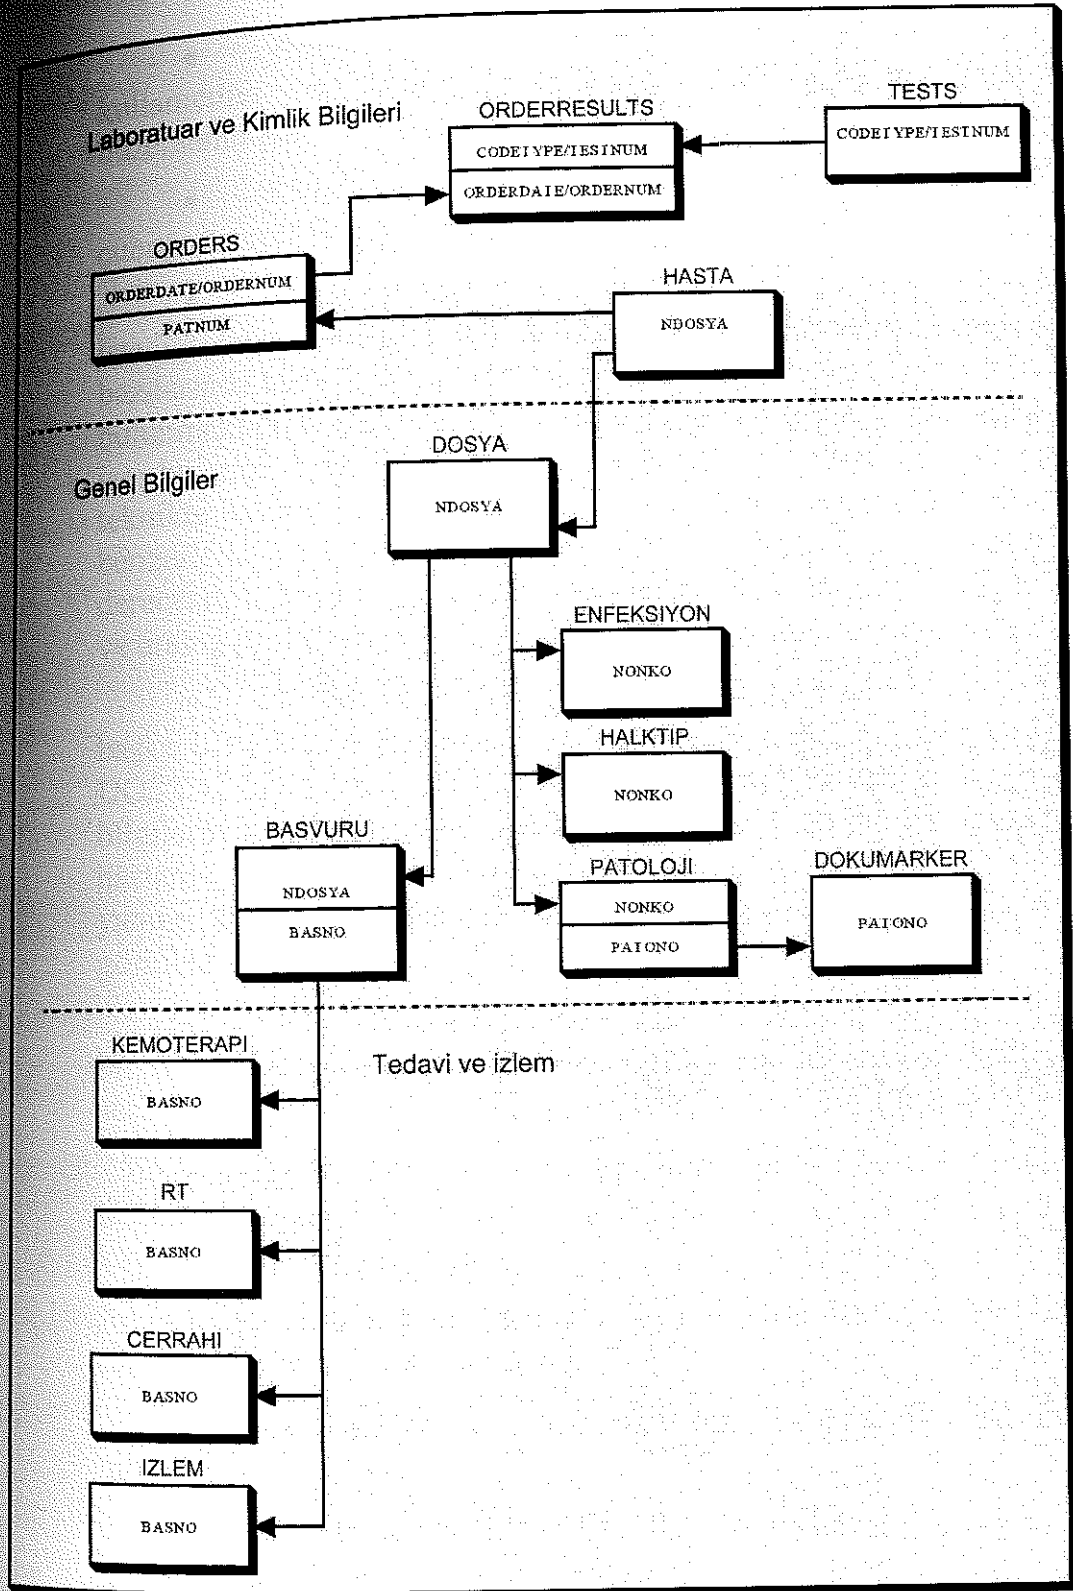 Laboratuar ve Kimlik Bilgileri
ORDERRESULTS
CODETYPE/TESTNUM
ORDERDATE/ORDERNUM
TESTS
CODETYPE/TESTNUM
ORDERS
ORDERDATE/ORDERNUM
PATNUM
HASTA
NDOSYA
Genel Bilgiler
DOSYA
NDOSYA
ENFEKSIYON
NONKO
HALKTIP
NONKO
BASVURU
NDOSYA
BASNO
PATOLOJI
NONKO
PATONO
DOKUMARKER
PATONO
Tedavi ve izlem
KEMOTERAPI
BASNO
RT
BASNO
CERRAHI
BASNO
IZLEM
BASNO